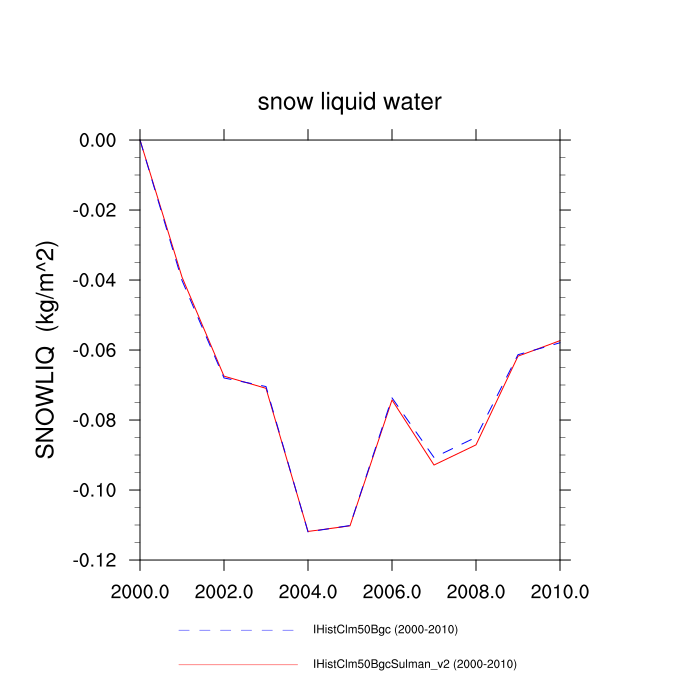 snow liquid water
SNOWLIQ (kg/m^2)
0.00
-0.02
-0.04
-0.06
-0.08
-0.10
-0.12
2000.0 2002.0 2004.0 2006.0 2008.0 2010.0
IHistClm50Bgc (2000-2010)
IHistClm50BgcSulman_v2 (2000-2010)